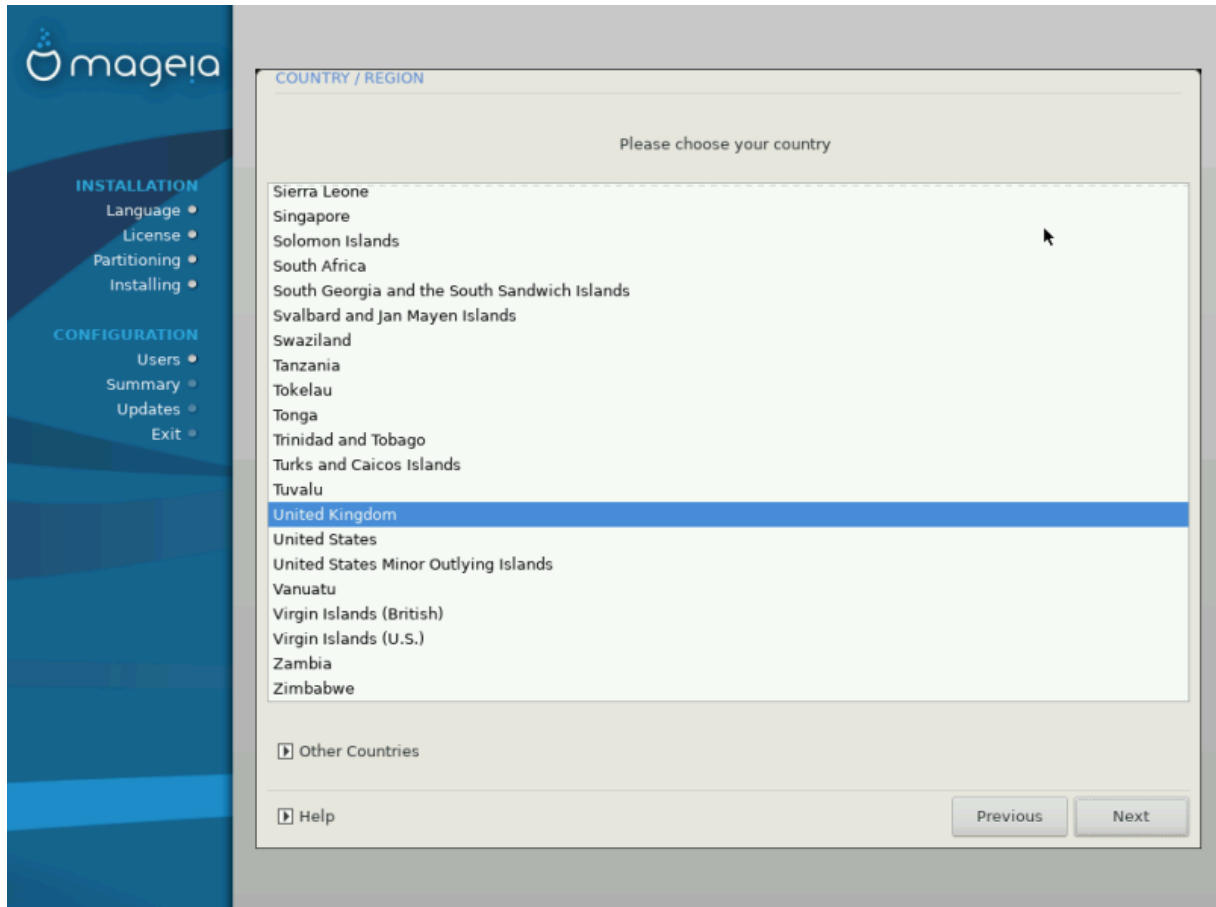 mageia
INSTALLATION
Language
License
Partitioning
Installing
CONFIGURATION
Users
Summary
Updates
Exit
COUNTRY / REGION
Please choose your country
Sierra Leone
Singapore
Solomon Islands
South Africa
South Georgia and the South Sandwich Islands
Svalbard and Jan Mayen Islands
Swaziland
Tanzania
Tokelau
Tonga
Trinidad and Tobago
Turks and Caicos Islands
Tuvalu
United Kingdom
United States
United States Minor Outlying Islands
Vanuatu
Virgin Islands (British)
Virgin Islands (U.S.)
Zambia
Zimbabwe
Other Countries
Help
Previous
Next